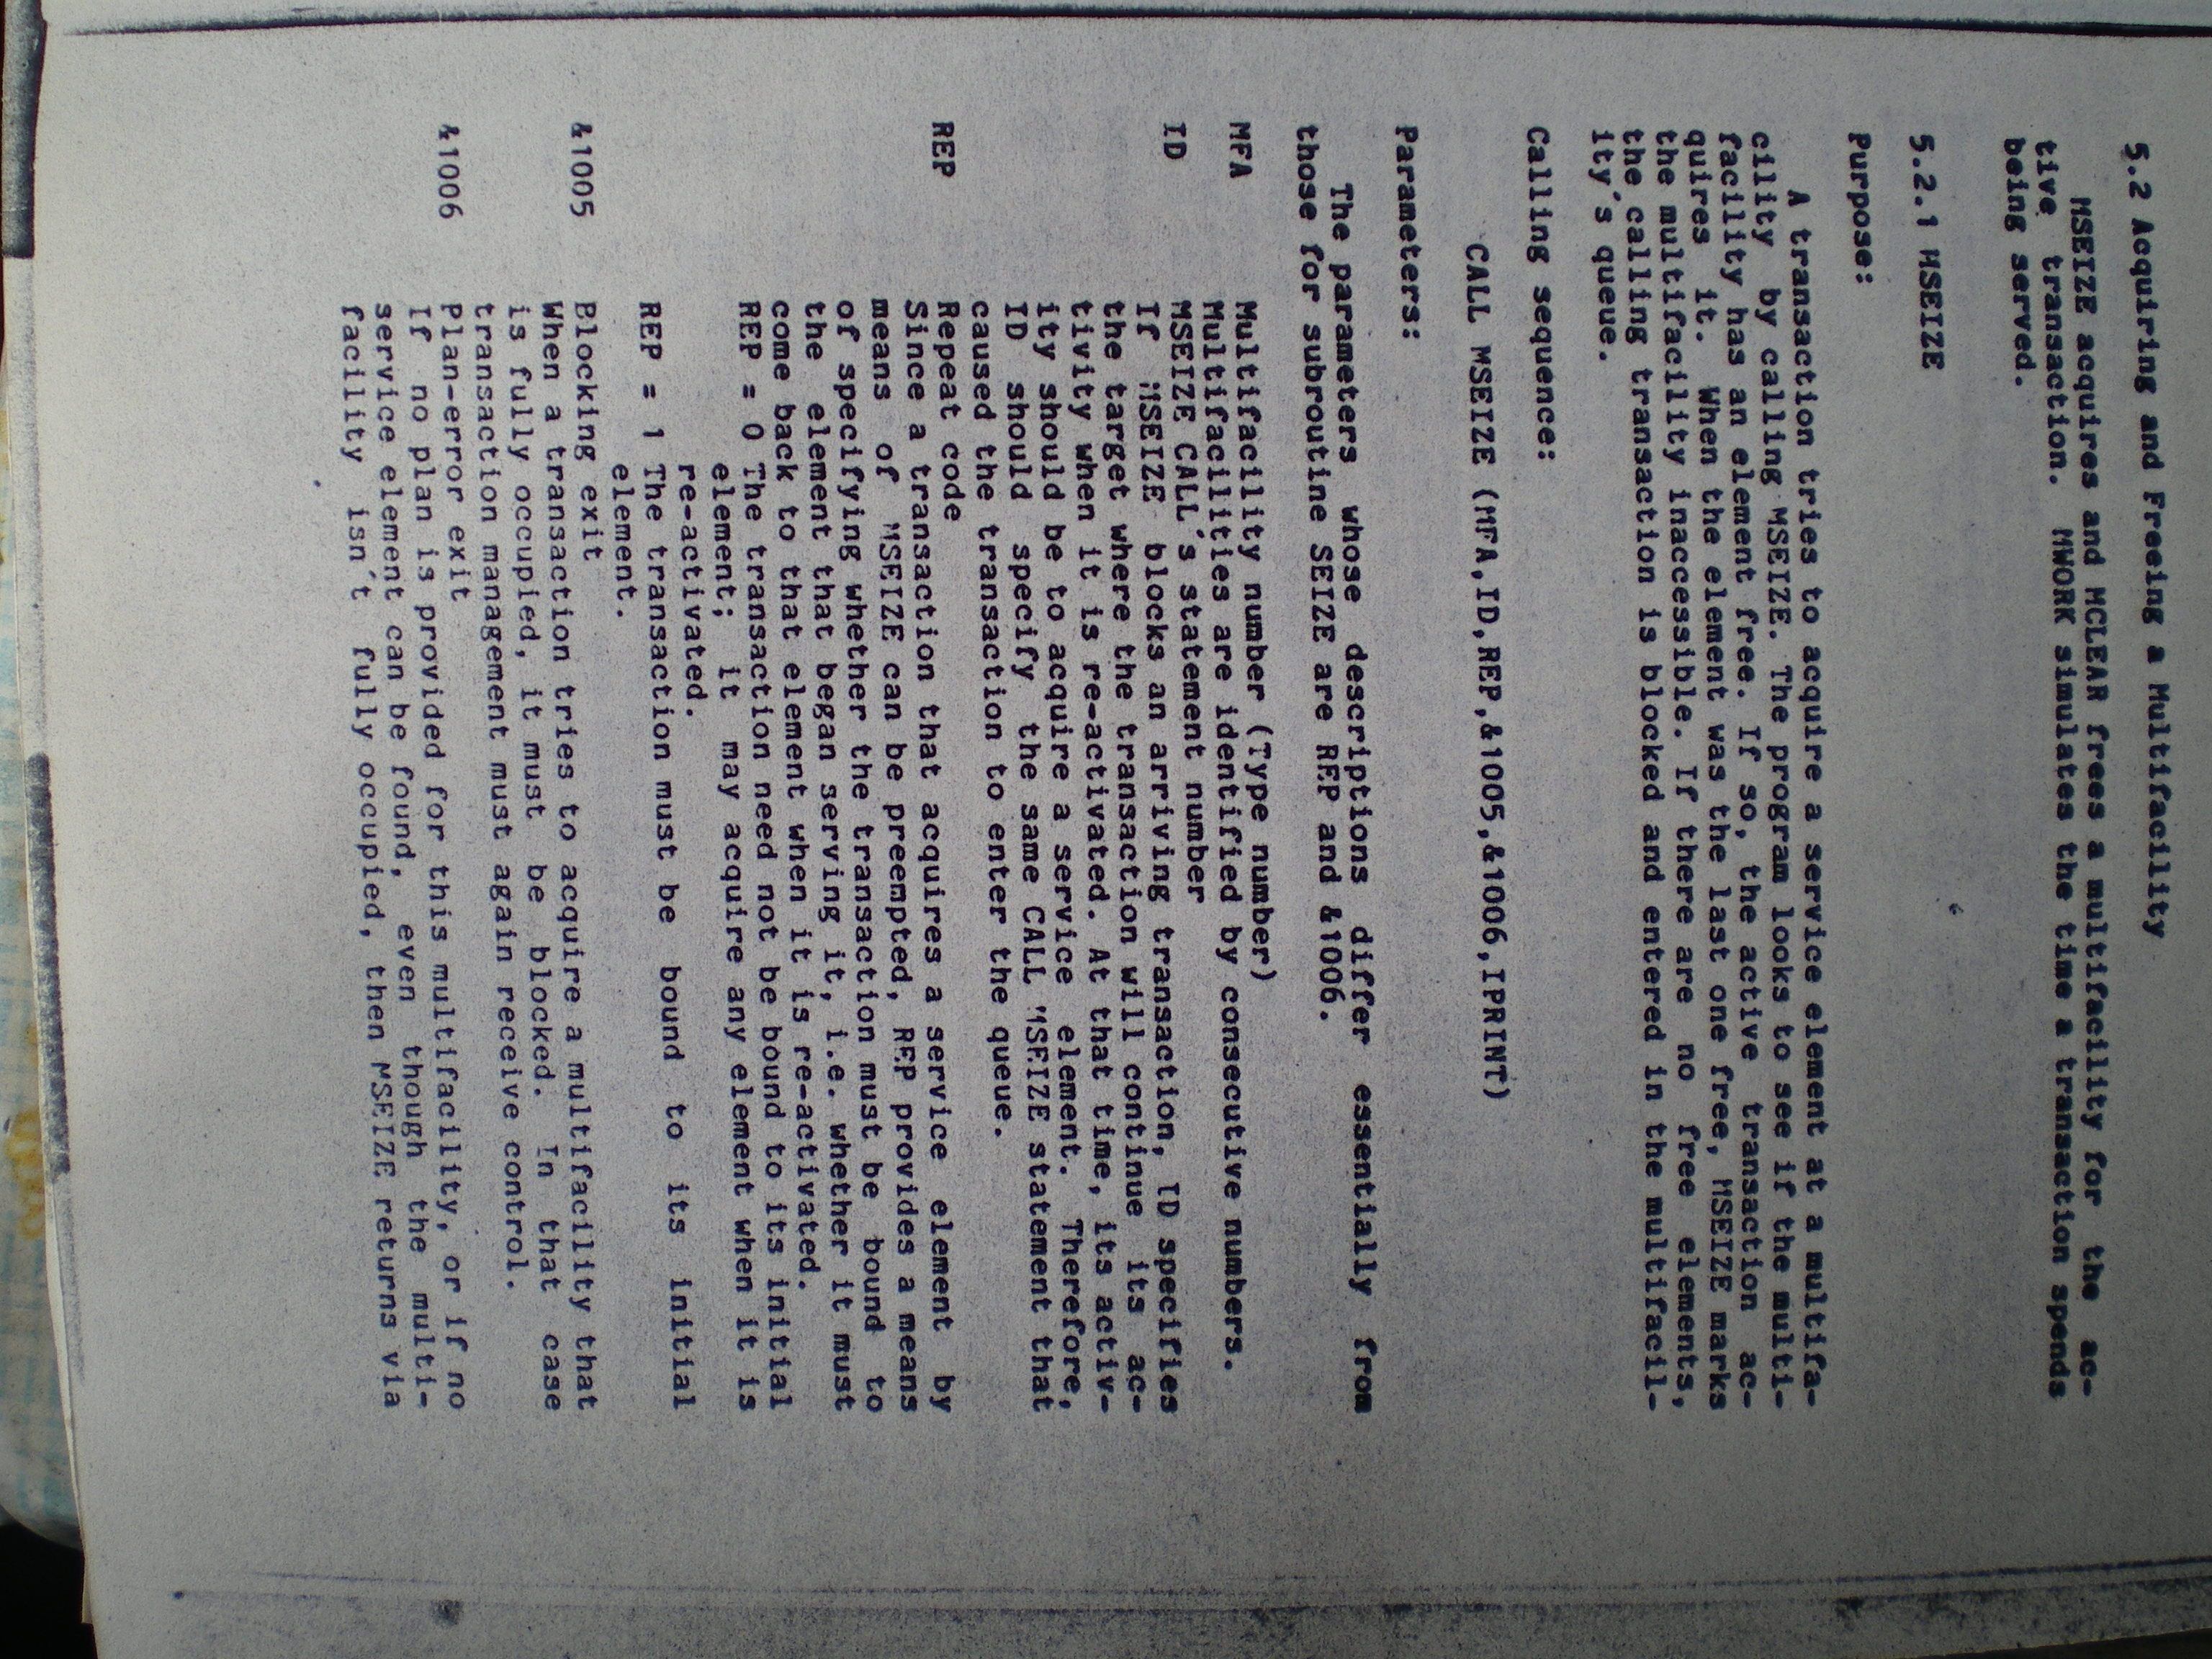 5.2 Acquiring and Freeing a Multifacility
MSEIZE acquires and MCLEAR frees a multifacility for the ac-
tive transaction. MWORK simulates the time a transaction spends
being served.
5.2.1 MSEIZE
Purpose:
A transaction tries to acquire a service element at a multifa-
cility by calling MSEIZE. The program looks to see if the multi-
facility has an element free. If so, the active transaction ac-
quires it. When the element was the last one free, MSEIZE marks
the multifacility inaccessible. If there are no free elements,
the calling transaction is blocked and entered in the multifacil-
ity's queue.
Calling sequence:
CALL MSEIZE (MFA,ID,REP,&1005,&1006,IPRINT)
Parameters:
The parameters whose descriptions differ essentially from
those for subroutine SEIZE are REP and &1006.
MFA Multifacility number (Type number)
Multifacilities are identified by consecutive numbers.
ID MSEIZE CALL's statement number
If MSEIZE blocks an arriving transaction, ID specifies
the target where the transaction will continue its ac-
tivity when it is re-activated. At that time, its activ-
ity should be to acquire a service element. Therefore,
ID should specify the same CALL MSEIZE statement that
caused the transaction to enter the queue.
REP Repeat code
Since a transaction that acquires a service element by
means of MSEIZE can be preempted, REP provides a means
of specifying whether the transaction must be bound to
the element that began serving it, i.e. whether it must
come back to that element when it is re-activated.
REP = 0 The transaction need not be bound to its initial
element; it may acquire any element when it is
re-activated.
REP = 1 The transaction must be bound to its initial
element.
&1005 Blocking exit
When a transaction tries to acquire a multifacility that
is fully occupied, it must be blocked. In that case
transaction management must again receive control.
&1006 Plan-error exit
If no plan is provided for this multifacility, or if no
service element can be found, even though the multi-
facility isn't fully occupied, then MSEIZE returns via